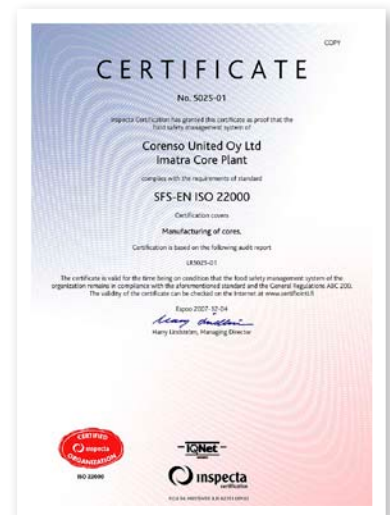 COPY
CERTIFICATE
No. 5025-01
Inspecta Certification has granted this certificate as proof that the
food safety management system of
Corenso United Oy Ltd
Imatra Core Plant
complies with the requirements of standard
SFS-EN ISO 22000
Certification covers
Manufacturing of cores.
Certification is based on the following audit report
LR5025-01
The certificate is valid for the time being on condition that the food safety management system of the
organization remains in compliance with the aforementioned standard and the General Regulations ABC 200.
The validity of the certificate can be checked on the Internet at www.sertifiointi.fi
Espoo 2007-12-04
Harry Lindström, Managing Director
CERTIFIED
inspecta
ORGANIZATION
ISO 22000
IQNet
inspecta
certification